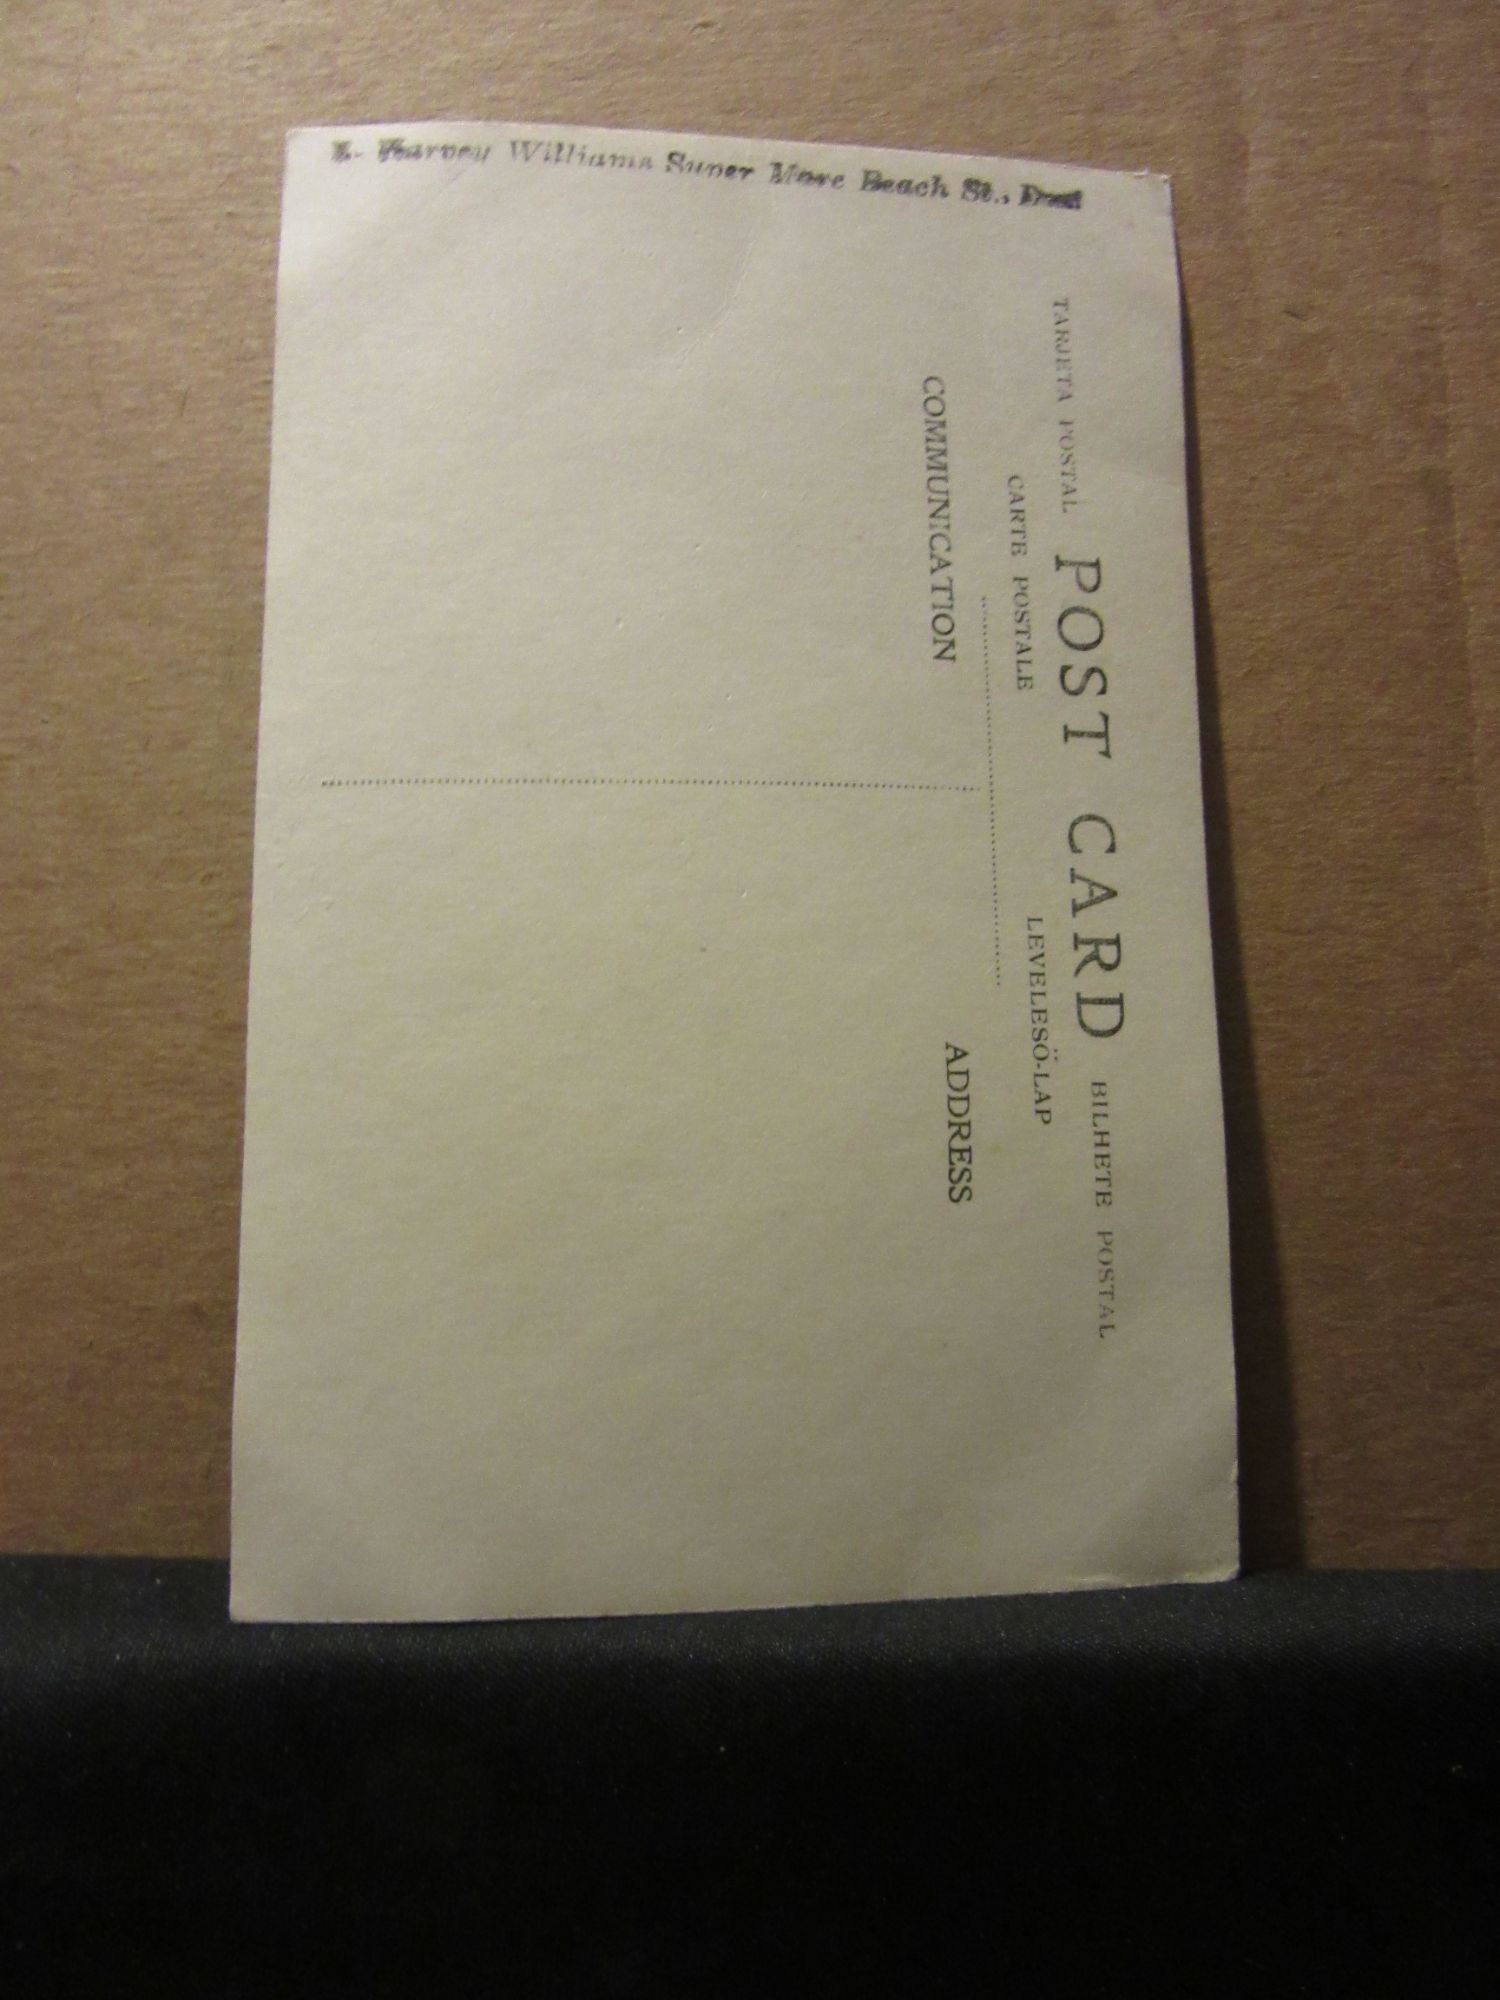 Williams Super More Beach St.,
TARJETA POSTAL POST CARD BILHETE POSTAL
CARTE POSTALE LEVELESÖ-LAP
COMMUNICATION ADDRESS